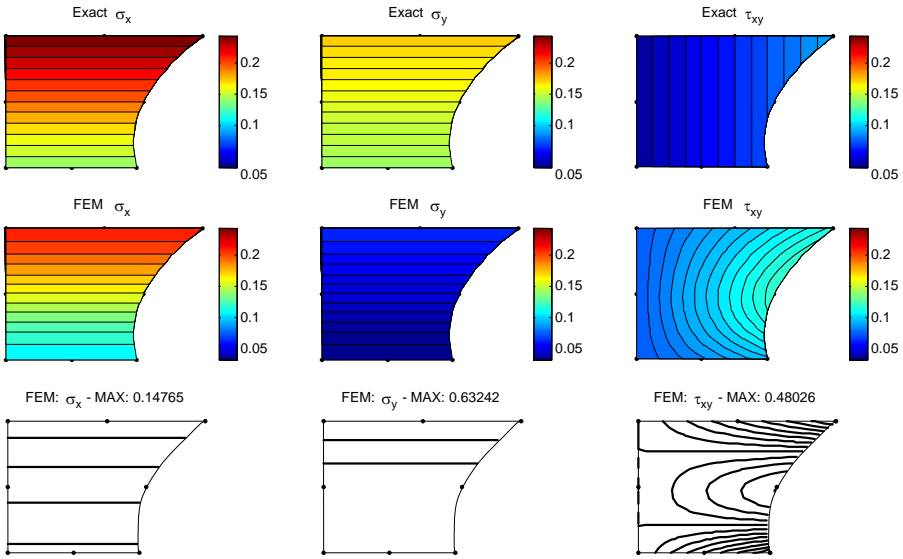 Exact σx
Exact σy
Exact τxy
0.2
0.15
0.1
0.05
0.2
0.15
0.1
0.05
0.2
0.15
0.1
0.05
FEM σx
FEM σy
FEM τxy
0.2
0.15
0.1
0.05
0.2
0.15
0.1
0.05
0.2
0.15
0.1
0.05
FEM: σx - MAX: 0.14765
FEM: σy - MAX: 0.63242
FEM: τxy - MAX: 0.48026